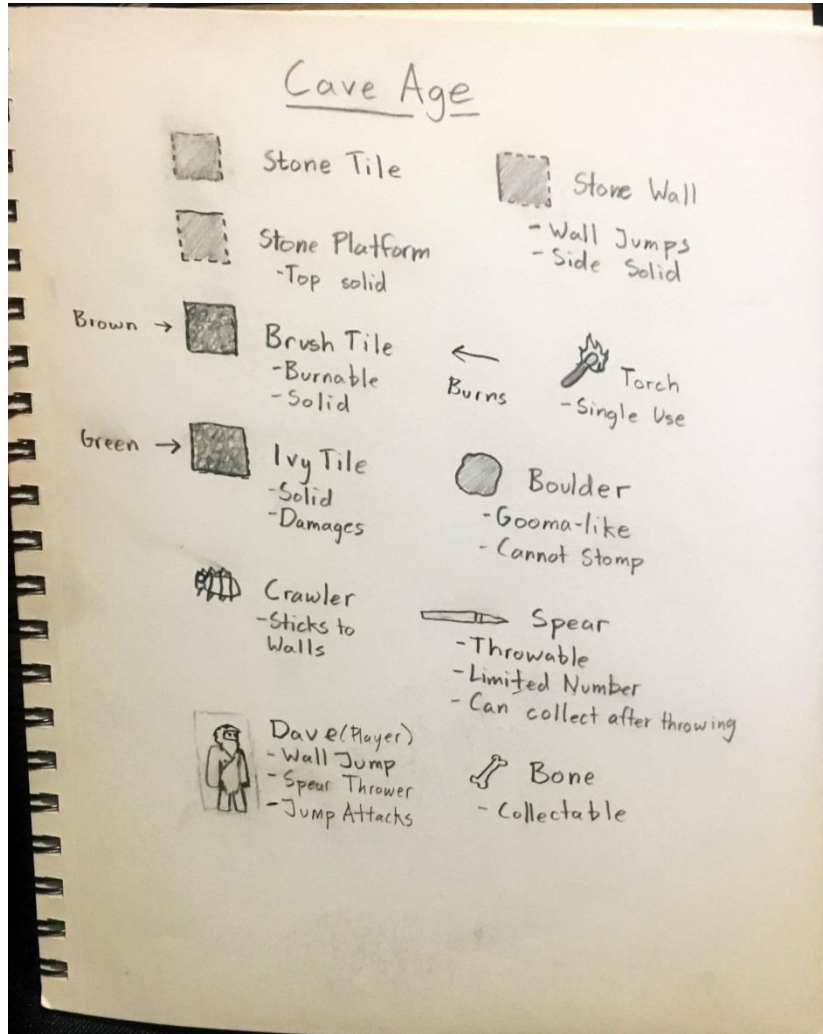 Cave Age
Stone Tile
Stone Platform
-Top solid
Brown →
Brush Tile
-Burnable
-Solid
Green →
Ivy Tile
-Solid
-Damages
Crawler
-Sticks to
Walls
Dave (Player)
- Wall Jump
- Spear Thrower
- Jump Attacks
Stone Wall
- Wall Jumps
- Side Solid
←
Burns
Torch
- Single Use
Boulder
- Gooma-like
- Cannot Stomp
Spear
- Throwable
- Limited Number
- Can collect after throwing
Bone
- Collectable